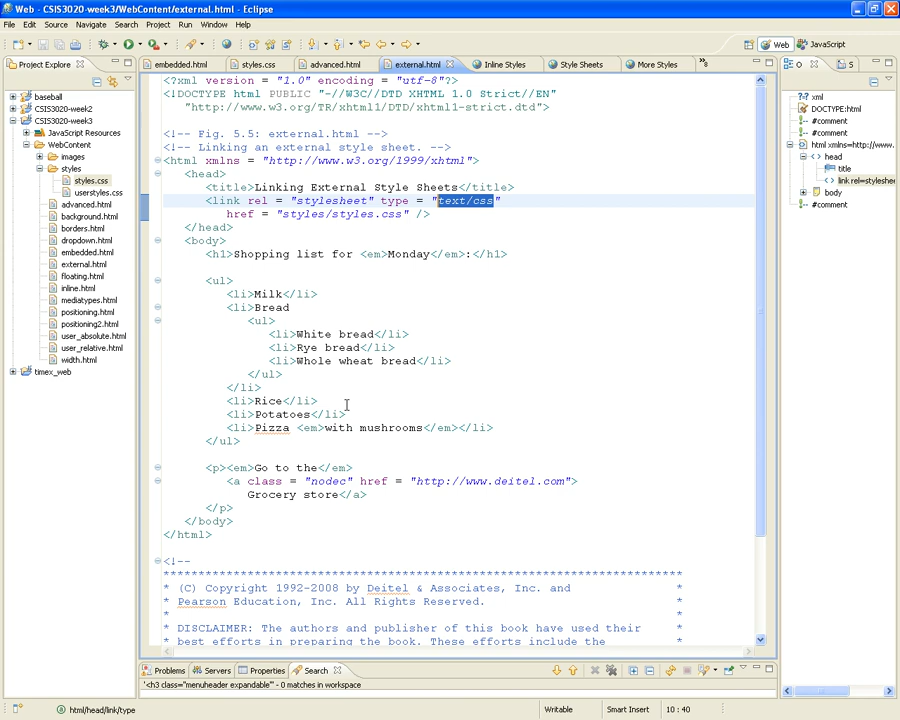 Web - CSIS3020-week3/WebContent/external.html - Eclipse
File Edit Source Navigate Search Project Run Window Help
Web JavaScript
Project Explore
embedded.html styles.css advanced.html external.html Inline Styles Style Sheets More Styles »8
O S
baseball
CSIS3020-week2
CSIS3020-week3
JavaScript Resources
WebContent
images
styles
styles.css
userstyles.css
advanced.html
background.html
borders.html
dropdown.html
embedded.html
external.html
floating.html
inline.html
mediatypes.html
positioning.html
positioning2.html
user_absolute.html
user_relative.html
width.html
timex_web
<?xml version = "1.0" encoding = "utf-8"?>
<!DOCTYPE html PUBLIC "-//W3C//DTD XHTML 1.0 Strict//EN"
"http://www.w3.org/TR/xhtml1/DTD/xhtml1-strict.dtd">
<!-- Fig. 5.5: external.html -->
<!-- Linking an external style sheet. -->
<html xmlns = "http://www.w3.org/1999/xhtml">
<head>
<title>Linking External Style Sheets</title>
<link rel = "stylesheet" type = "text/css"
href = "styles/styles.css" />
</head>
<body>
<h1>Shopping list for <em>Monday</em>:</h1>
<ul>
<li>Milk</li>
<li>Bread
<ul>
<li>White bread</li>
<li>Rye bread</li>
<li>Whole wheat bread</li>
</ul>
</li>
<li>Rice</li>
<li>Potatoes</li>
<li>Pizza <em>with mushrooms</em></li>
</ul>
<p><em>Go to the</em>
<a class = "nodec" href = "http://www.deitel.com">
Grocery store</a>
</p>
</body>
</html>
<!--
**************************************************************************
* (C) Copyright 1992-2008 by Deitel & Associates, Inc. and *
* Pearson Education, Inc. All Rights Reserved. *
* *
* DISCLAIMER: The authors and publisher of this book have used their *
* best efforts in preparing the book. These efforts include the *
xml
DOCTYPE:html
#comment
#comment
html xmlns=http://www.
head
title
link rel=styleshee
body
#comment
Problems Servers Properties Search
'<h3 class="menuheader expandable"' - 0 matches in workspace
html/head/link/type Writable Smart Insert 10 : 40